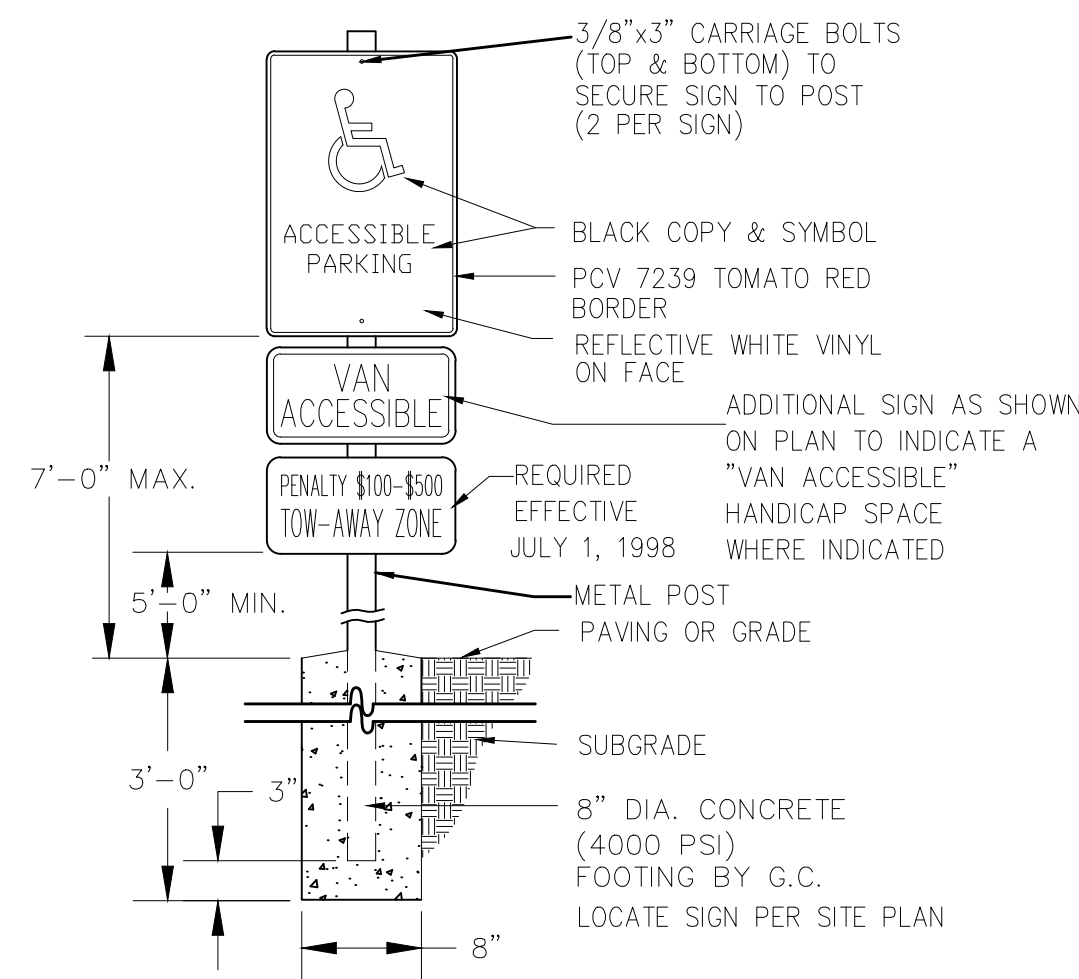 3/8"x3" CARRIAGE BOLTS
(TOP & BOTTOM) TO
SECURE SIGN TO POST
(2 PER SIGN)
ACCESSIBLE
PARKING
BLACK COPY & SYMBOL
PCV 7239 TOMATO RED
BORDER
REFLECTIVE WHITE VINYL
ON FACE
VAN
ACCESSIBLE
ADDITIONAL SIGN AS SHOWN
ON PLAN TO INDICATE A
"VAN ACCESSIBLE"
HANDICAP SPACE
WHERE INDICATED
7'-0" MAX.
PENALTY $100-$500
TOW-AWAY ZONE
REQUIRED
EFFECTIVE
JULY 1, 1998
5'-0" MIN.
METAL POST
PAVING OR GRADE
SUBGRADE
3'-0"
3"
8" DIA. CONCRETE
(4000 PSI)
FOOTING BY G.C.
LOCATE SIGN PER SITE PLAN
8"